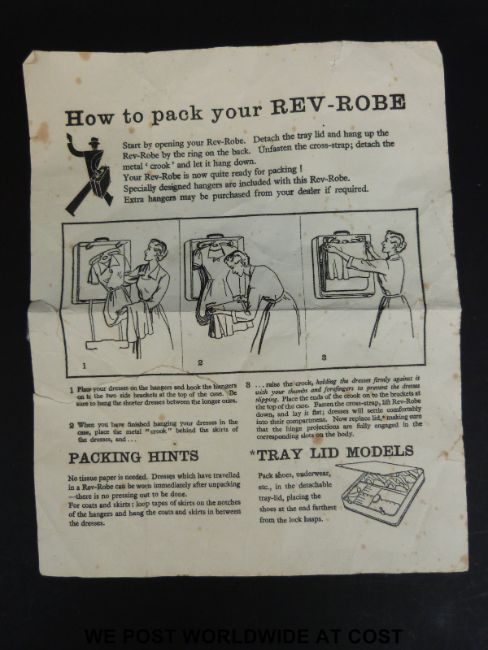 How to pack your REV-ROBE
Start by opening your Rev-Robe. Detach the tray lid and hang up the
Rev-Robe by the ring on the back. Unfasten the cross-strap; detach the
metal ‘crook’ and let it hang down.
Your Rev-Robe is now quite ready for packing !
Specially designed hangers are included with this Rev-Robe.
Extra hangers may be purchased from your dealer if required.
1
2
3
1 Place your dresses on the hangers and hook the hangers
on to the two side brackets at the top of the case. Be
sure to hang the shorter dresses between the longer ones.
2 When you have finished hanging your dresses in the
case, place the metal “crook” behind the skirts of
the dresses, and...
3 ...raise the crook, holding the dresses firmly against it
with your thumbs and forefingers to prevent the dresses
slipping. Place the ends of the crook on to the brackets at
the top of the case. Fasten the cross-strap, lift Rev-Robe
down, and lay it flat; dresses will settle comfortably
into their compartment. Now replace lid,* making sure
that the hinge projections are fully engaged in the
corresponding slots on the body.
PACKING HINTS
No tissue paper is needed. Dresses which have travelled
in a Rev-Robe can be worn immediately after unpacking
—there is no pressing out to be done.
For coats and skirts: loop tapes of skirts on the notches
of the hangers and hang the coats and skirts in between
the dresses.
*TRAY LID MODELS
Pack shoes, underwear,
etc., in the detachable
tray-lid, placing the
shoes at the end farthest
from the lock hasps.
WE POST WORLDWIDE AT COST